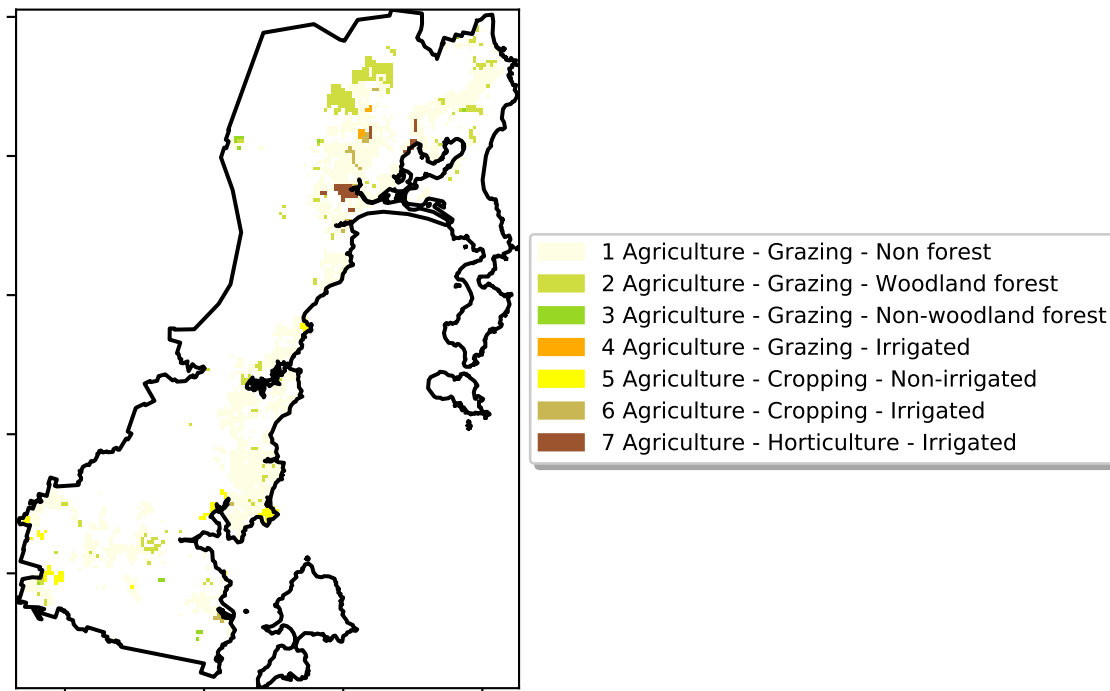 1 Agriculture - Grazing - Non forest
2 Agriculture - Grazing - Woodland forest
3 Agriculture - Grazing - Non-woodland forest
4 Agriculture - Grazing - Irrigated
5 Agriculture - Cropping - Non-irrigated
6 Agriculture - Cropping - Irrigated
7 Agriculture - Horticulture - Irrigated